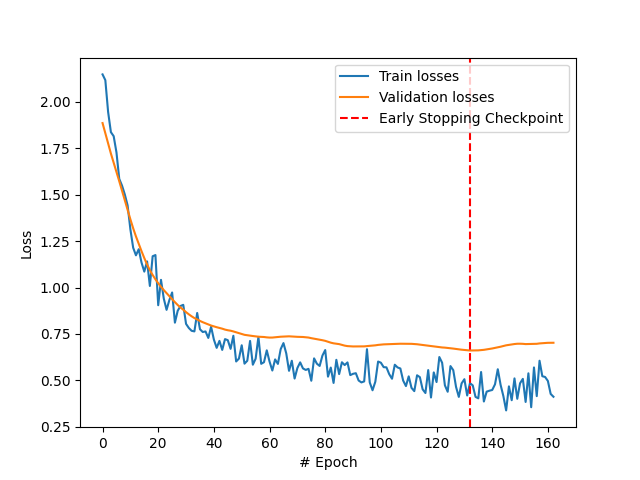 Train losses
Validation losses
Early Stopping Checkpoint
2.00
1.75
1.50
1.25
1.00
0.75
0.50
0.25
Loss
0 20 40 60 80 100 120 140 160
# Epoch